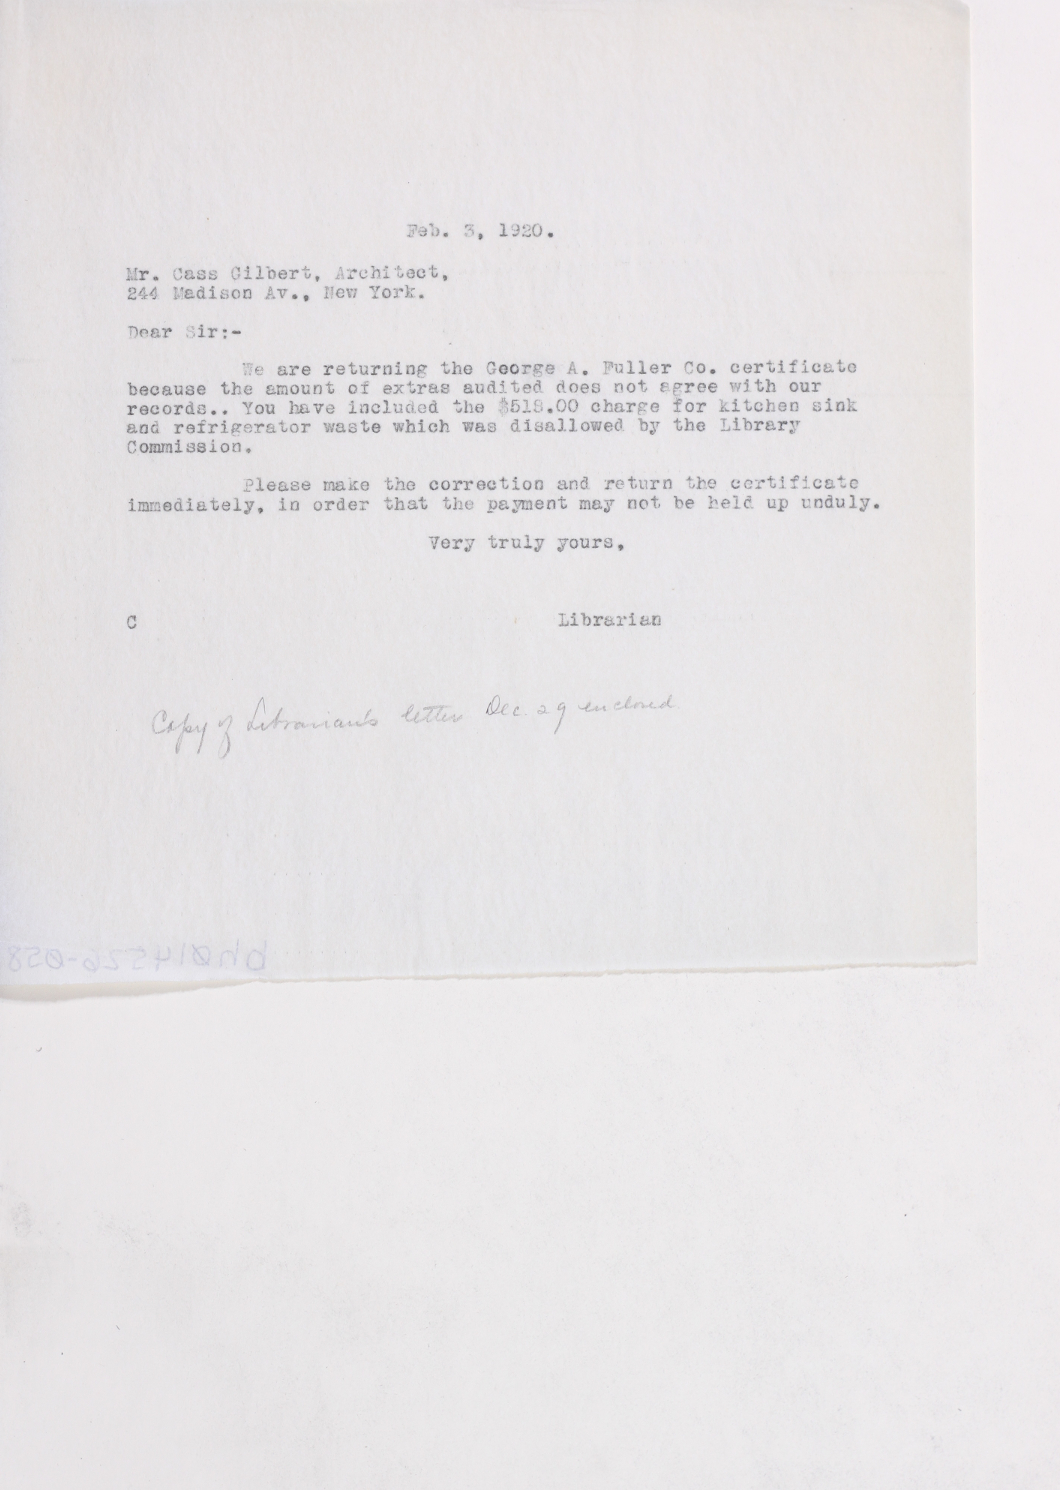 Feb. 3, 1920.
Mr. Cass Gilbert, Architect,
244 Madison Av., New York.
Dear Sir:-
We are returning the George A. Fuller Co. certificate
because the amount of extras audited does not agree with our
records.. You have included the $518.00 charge for kitchen sink
and refrigerator waste which was disallowed by the Library
Commission.
Please make the correction and return the certificate
immediately, in order that the payment may not be held up unduly.
Very truly yours,
C Librarian
Copy of Librarian's letter Dec. 29 enclosed.
bh014526-058